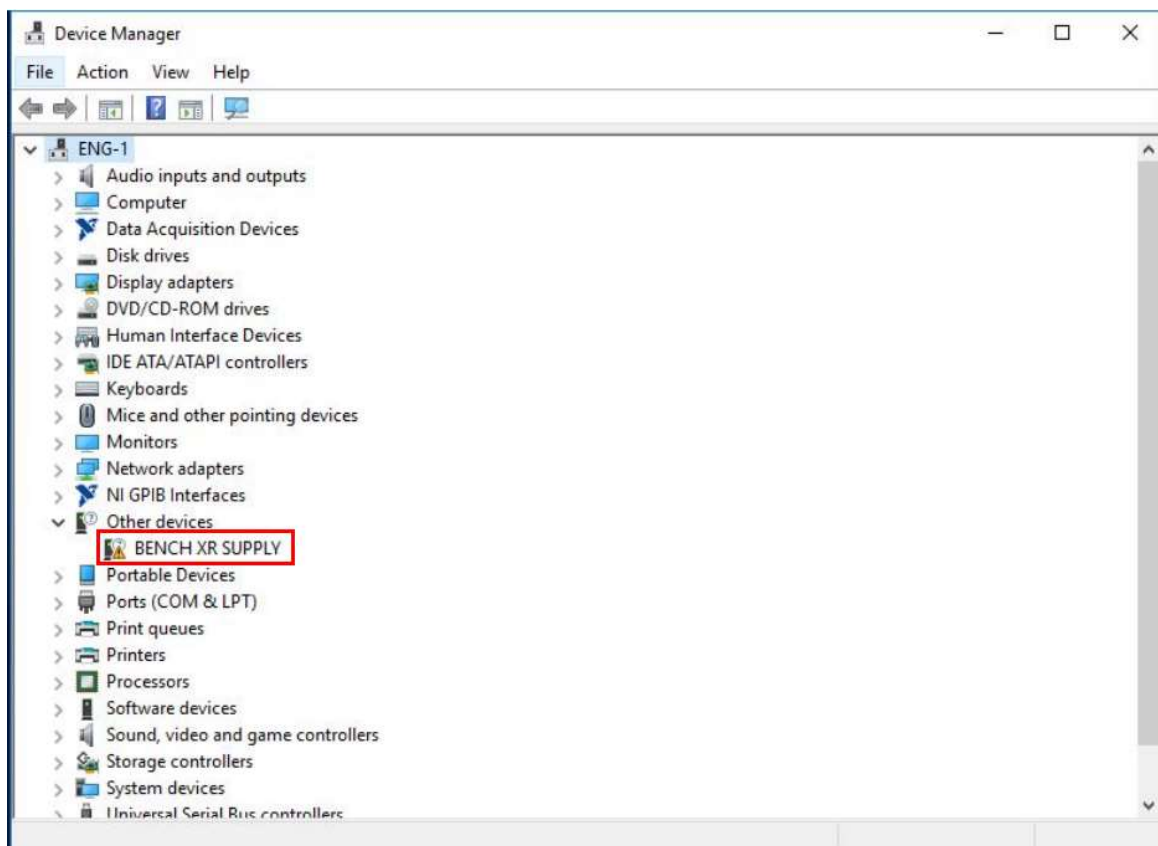 Device Manager
File Action View Help
ENG-1
Audio inputs and outputs
Computer
Data Acquisition Devices
Disk drives
Display adapters
DVD/CD-ROM drives
Human Interface Devices
IDE ATA/ATAPI controllers
Keyboards
Mice and other pointing devices
Monitors
Network adapters
NI GPIB Interfaces
Other devices
BENCH XR SUPPLY
Portable Devices
Ports (COM & LPT)
Print queues
Printers
Processors
Software devices
Sound, video and game controllers
Storage controllers
System devices
Universal Serial Bus controllers